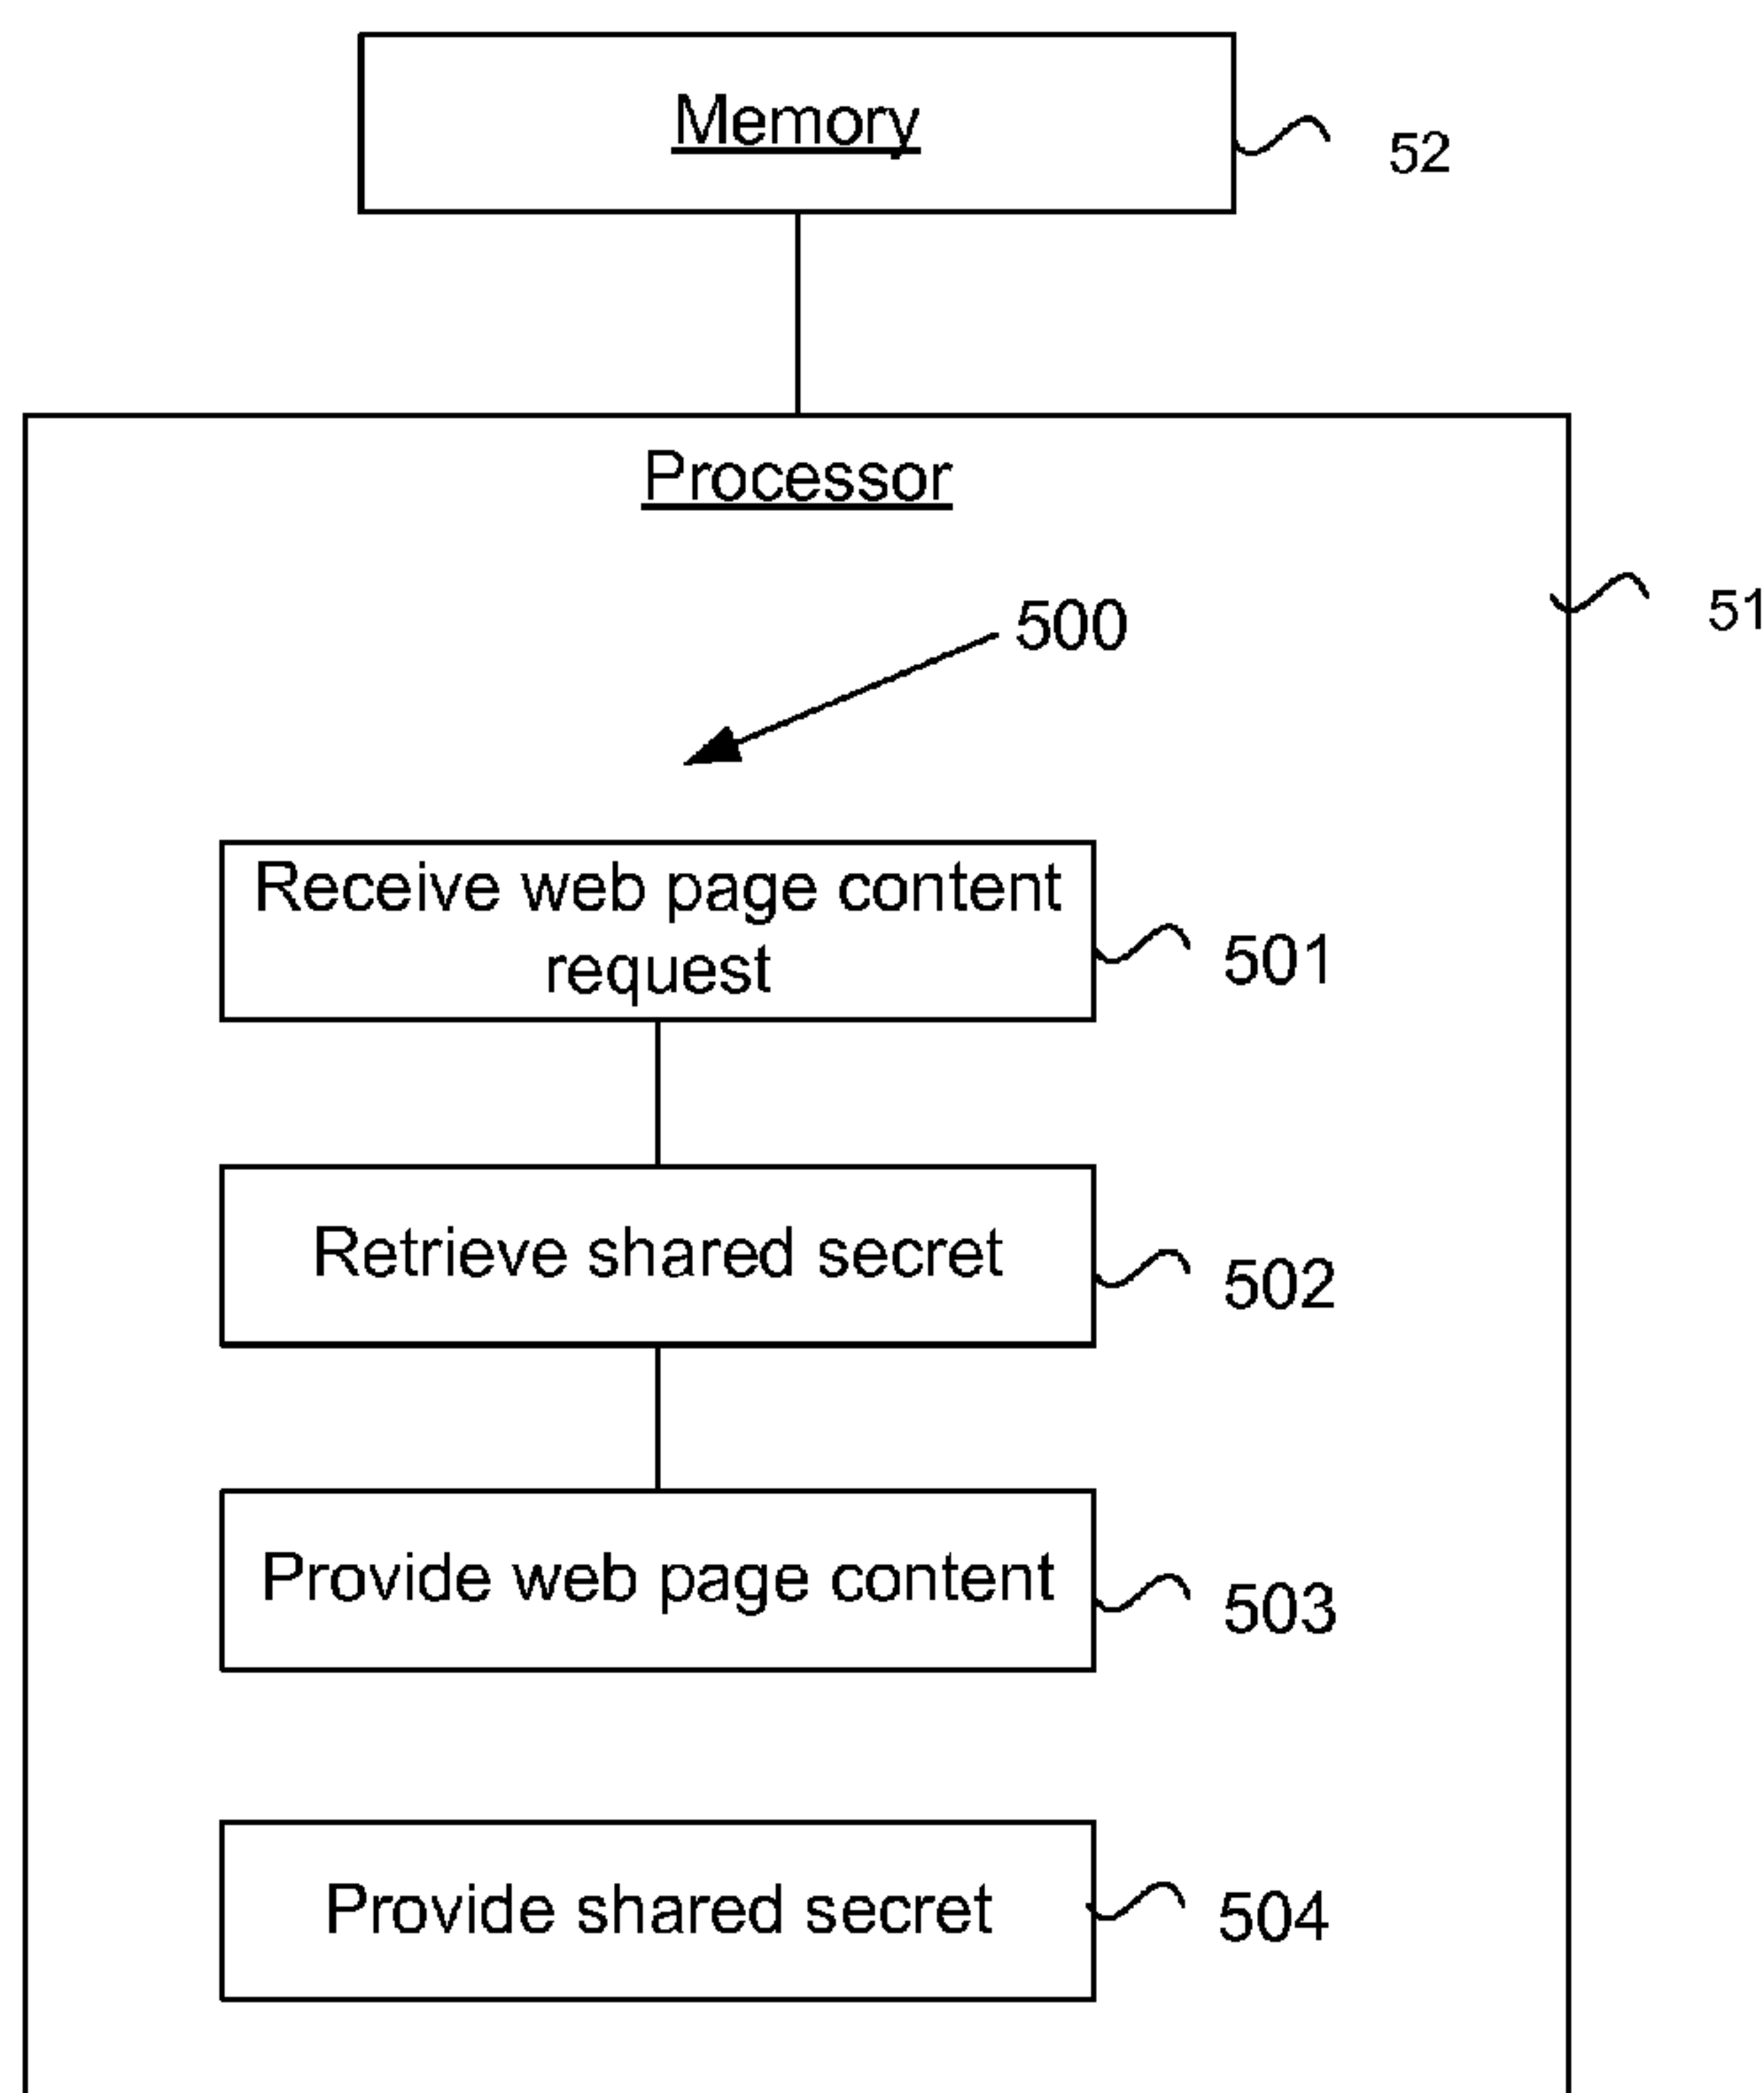 Memory
52
Processor
51
500
Receive web page content
request
501
Retrieve shared secret
502
Provide web page content
503
Provide shared secret
504